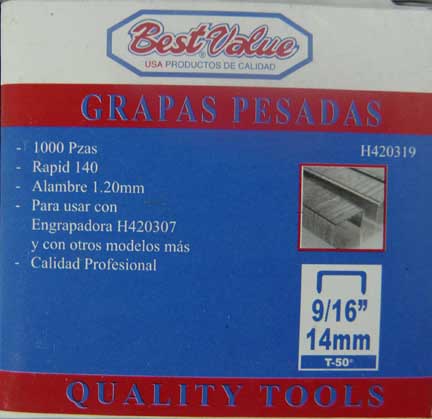 Best Value
®
USA PRODUCTOS DE CALIDAD
GRAPAS PESADAS
H420319
- 1000 Pzas
- Rapid 140
- Alambre 1.20mm
- Para usar con
Engrapadora H420307
y con otros modelos más
- Calidad Profesional
9/16”
14mm
T-50®
QUALITY TOOLS